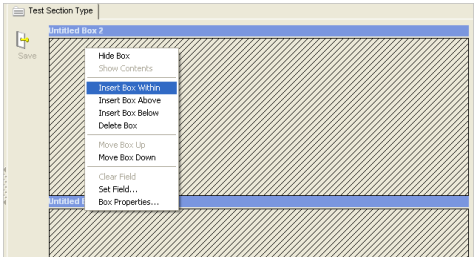 Test Section Type
Save
Untitled Box 2
Hide Box
Show Contents
Insert Box Within
Insert Box Above
Insert Box Below
Delete Box
Move Box Up
Move Box Down
Clear Field
Set Field...
Box Properties...
Untitled